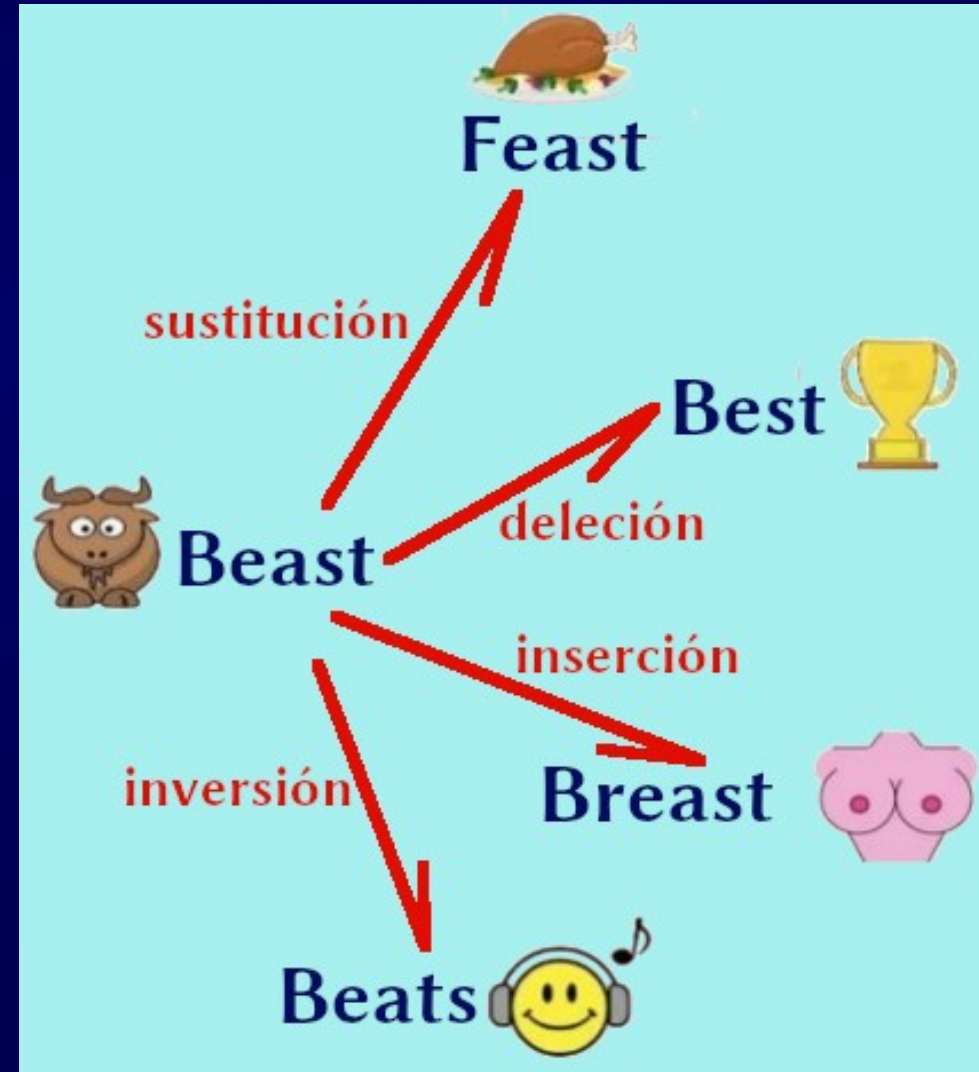 Feast
sustitución
Best
deleción
Beast
inserción
inversión
Breast
Beats